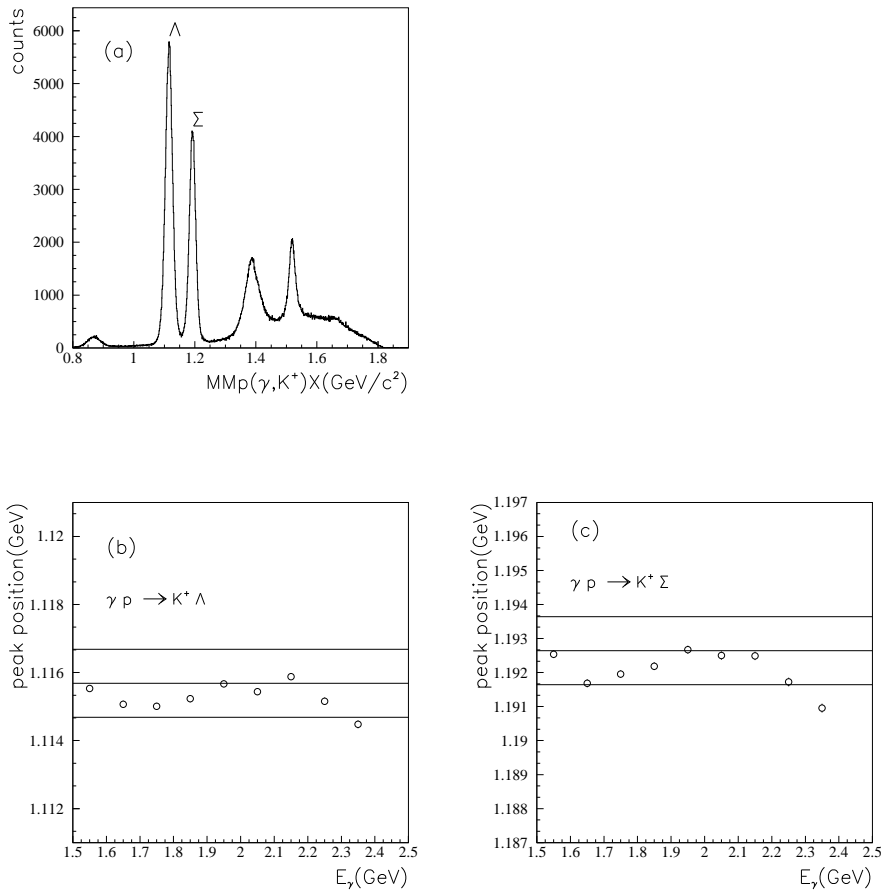 counts
6000
5000
4000
3000
2000
1000
0
(a)
Λ
Σ
0.8 1 1.2 1.4 1.6 1.8
MMp(γ,K⁺)X(GeV/c²)
peak position(GeV)
1.12
1.118
1.116
1.114
1.112
(b)
γ p → K⁺ Λ
1.5 1.6 1.7 1.8 1.9 2 2.1 2.2 2.3 2.4 2.5
Eγ(GeV)
peak position(GeV)
1.197
1.196
1.195
1.194
1.193
1.192
1.191
1.19
1.189
1.188
1.187
(c)
γ p → K⁺ Σ
1.5 1.6 1.7 1.8 1.9 2 2.1 2.2 2.3 2.4 2.5
Eγ(GeV)